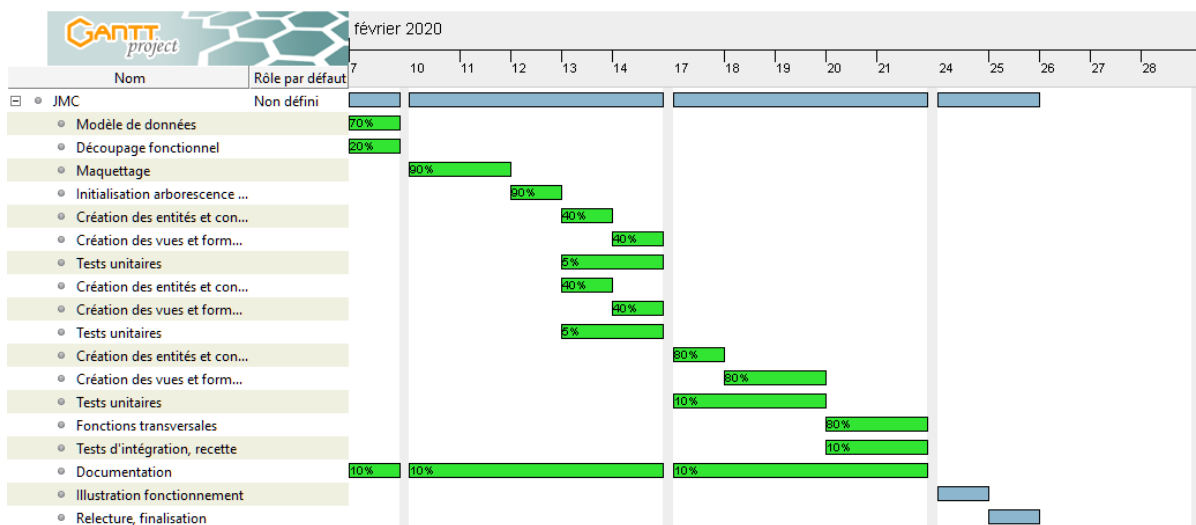 GANTT
project
février 2020
Nom Rôle par défaut
7 10 11 12 13 14 17 18 19 20 21 24 25 26 27 28
JMC Non défini
Modèle de données 70%
Découpage fonctionnel 20%
Maquettage 90%
Initialisation arborescence ... 90%
Création des entités et con... 40%
Création des vues et form... 40%
Tests unitaires 5%
Création des entités et con... 40%
Création des vues et form... 40%
Tests unitaires 5%
Création des entités et con... 80%
Création des vues et form... 80%
Tests unitaires 10%
Fonctions transversales 80%
Tests d'intégration, recette 10%
Documentation 10% 10% 10%
Illustration fonctionnement
Relecture, finalisation